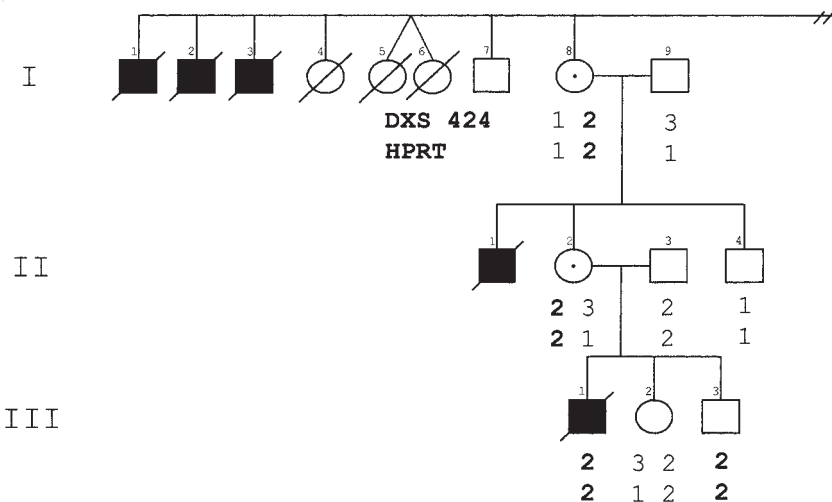 1 2 3 4 5 6 7 8 9
I
DXS 424 1 2 3
HPRT 1 2 1
1 2 3 4
II
2 3 2 1
2 1 2 1
1 2 3
III
2 3 2 2
2 1 2 2